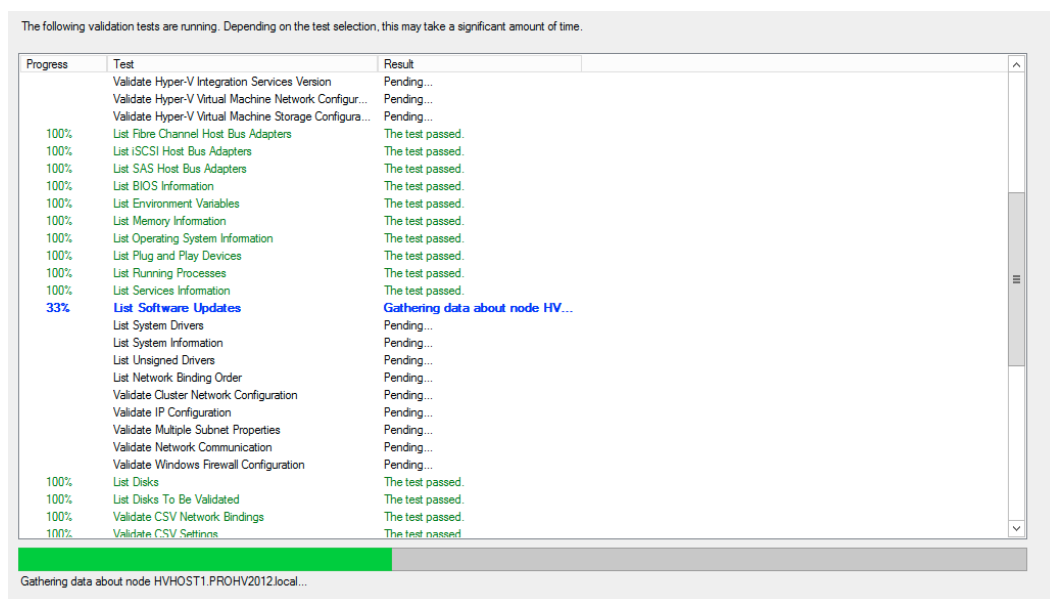 The following validation tests are running. Depending on the test selection, this may take a significant amount of time.
Progress Test Result
Validate Hyper-V Integration Services Version Pending...
Validate Hyper-V Virtual Machine Network Configur... Pending...
Validate Hyper-V Virtual Machine Storage Configura... Pending...
100% List Fibre Channel Host Bus Adapters The test passed.
100% List iSCSI Host Bus Adapters The test passed.
100% List SAS Host Bus Adapters The test passed.
100% List BIOS Information The test passed.
100% List Environment Variables The test passed.
100% List Memory Information The test passed.
100% List Operating System Information The test passed.
100% List Plug and Play Devices The test passed.
100% List Running Processes The test passed.
100% List Services Information The test passed.
33% List Software Updates Gathering data about node HV...
List System Drivers Pending...
List System Information Pending...
List Unsigned Drivers Pending...
List Network Binding Order Pending...
Validate Cluster Network Configuration Pending...
Validate IP Configuration Pending...
Validate Multiple Subnet Properties Pending...
Validate Network Communication Pending...
Validate Windows Firewall Configuration Pending...
100% List Disks The test passed.
100% List Disks To Be Validated The test passed.
100% Validate CSV Network Bindings The test passed.
100% Validate CSV Settings The test passed.
Gathering data about node HVHOST1.PROHV2012.local...